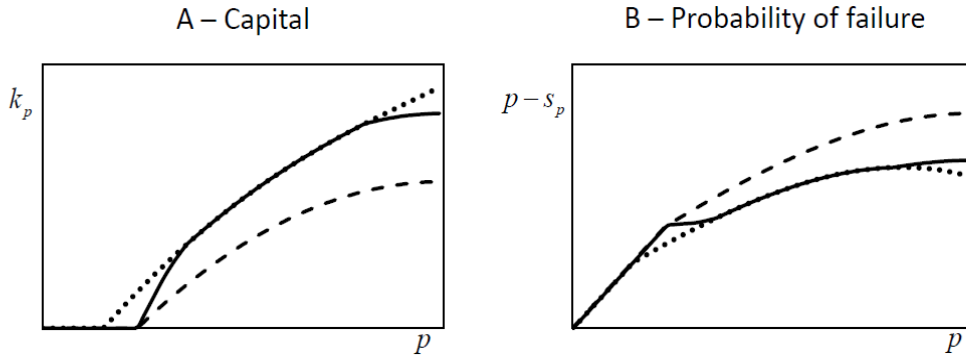 A – Capital
k_p
p
B – Probability of failure
p − s_p
p